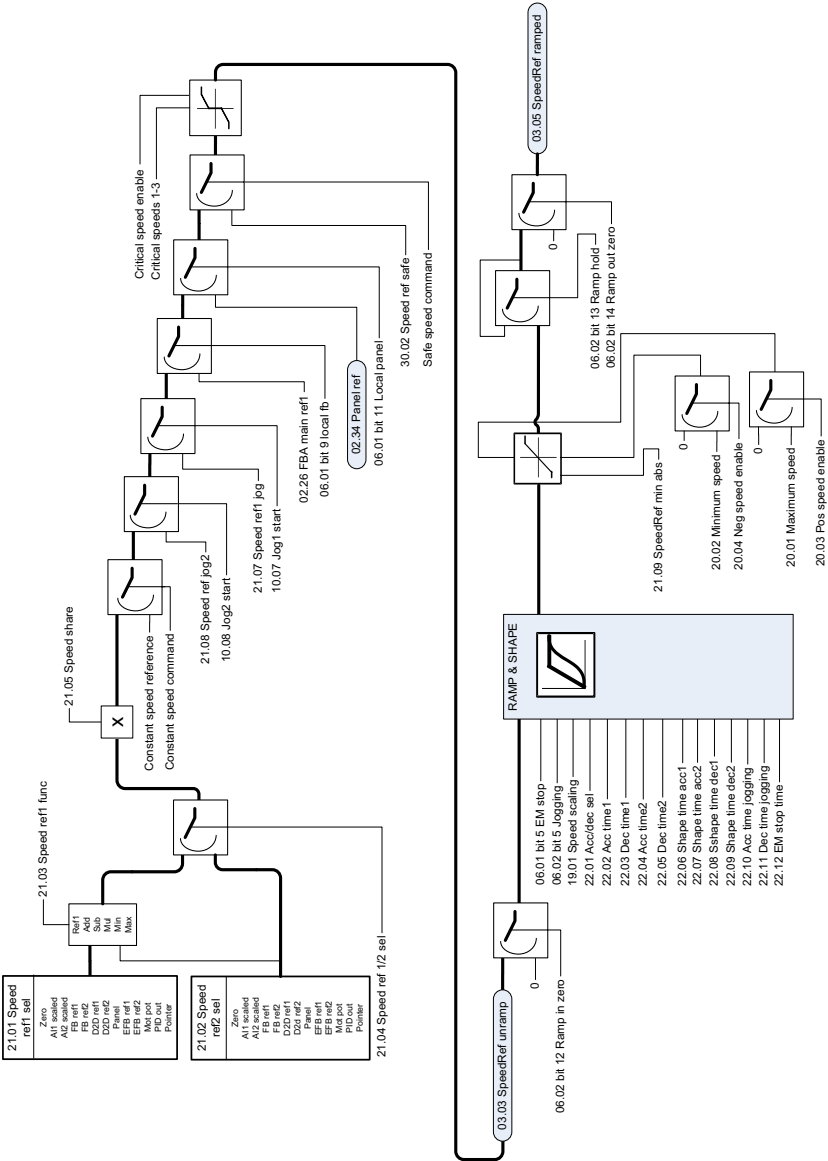 21.01 Speed
ref1 sel
Zero
AI1 scaled
AI2 scaled
FB ref1
FB ref2
D2D ref1
D2D ref2
Panel
EFB ref1
EFB ref2
Mot pot
PID out
Pointer
21.02 Speed
ref2 sel
Zero
AI1 scaled
AI2 scaled
FB ref1
FB ref2
D2D ref1
D2d ref2
Panel
EFB ref1
EFB ref2
Mot pot
PID out
Pointer
21.03 Speed ref1 func
Ref1
Add
Sub
Mul
Min
Max
21.04 Speed ref 1/2 sel
21.05 Speed share
X
Constant speed reference
Constant speed command
21.08 Speed ref jog2
10.08 Jog2 start
21.07 Speed ref1 jog
10.07 Jog1 start
02.26 FBA main ref1
06.01 bit 9 local fb
02.34 Panel ref
06.01 bit 11 Local panel
30.02 Speed ref safe
Safe speed command
Critical speed enable
Critical speeds 1-3
03.03 SpeedRef unramp
0
06.02 bit 12 Ramp in zero
RAMP & SHAPE
06.01 bit 5 EM stop
06.02 bit 5 Jogging
19.01 Speed scaling
22.01 Acc/dec sel
22.02 Acc time1
22.03 Dec time1
22.04 Acc time2
22.05 Dec time2
22.06 Shape time acc1
22.07 Shape time acc2
22.08 Sshape time dec1
22.09 Shape time dec2
22.10 Acc time jogging
22.11 Dec time jogging
22.12 EM stop time
21.09 SpeedRef min abs
0
20.02 Minimum speed
20.04 Neg speed enable
0
20.01 Maximum speed
20.03 Pos speed enable
06.02 bit 13 Ramp hold
06.02 bit 14 Ramp out zero
0
03.05 SpeedRef ramped